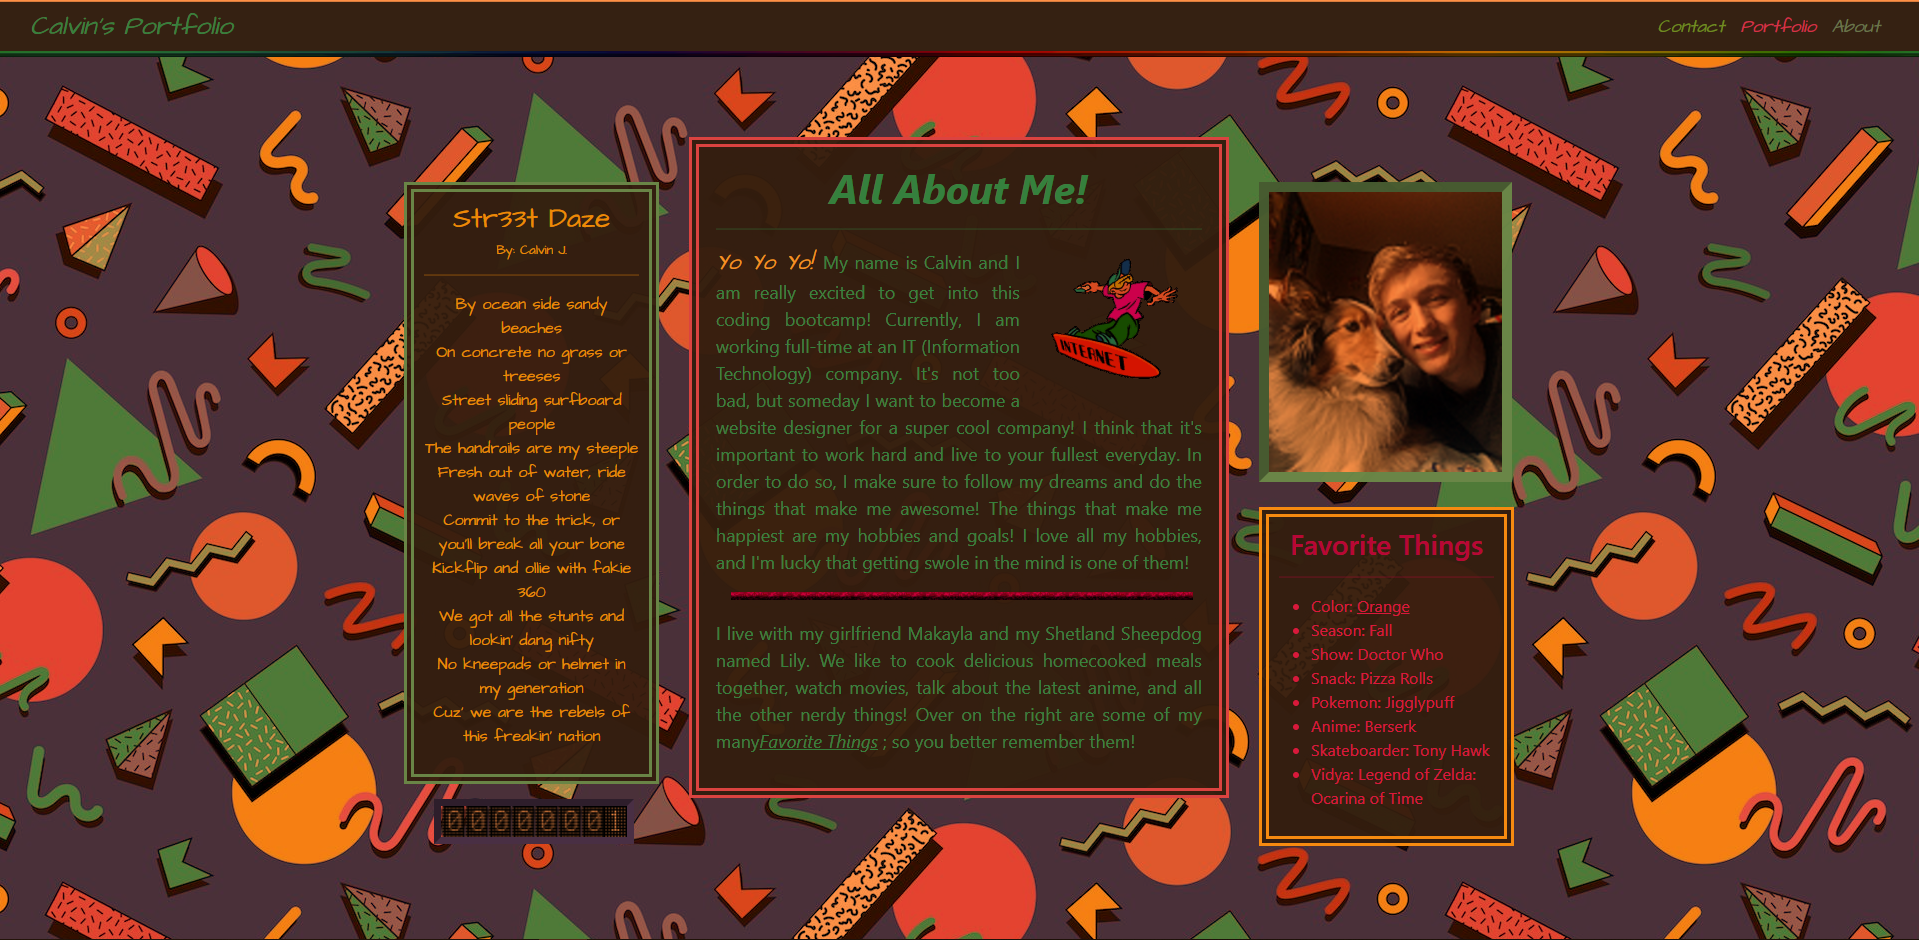 Calvin's Portfolio
Contact Portfolio About
Str33t Daze
By: Calvin J.
By ocean side sandy
beaches
On concrete no grass or
treeses
Street sliding surfboard
people
The handrails are my steeple
Fresh out of water, ride
waves of stone
Commit to the trick, or
you'll break all your bone
Kickflip and ollie with fakie
360
We got all the stunts and
lookin' dang nifty
No kneepads or helmet in
my generation
Cuz' we are the rebels of
this freakin' nation
00000001
All About Me!
Yo Yo Yo! My name is Calvin and I
am really excited to get into this
coding bootcamp! Currently, I am
working full-time at an IT (Information
Technology) company. It's not too
bad, but someday I want to become a
website designer for a super cool company! I think that it's
important to work hard and live to your fullest everyday. In
order to do so, I make sure to follow my dreams and do the
things that make me awesome! The things that make me
happiest are my hobbies and goals! I love all my hobbies,
and I'm lucky that getting swole in the mind is one of them!
INTERNET
I live with my girlfriend Makayla and my Shetland Sheepdog
named Lily. We like to cook delicious homecooked meals
together, watch movies, talk about the latest anime, and all
the other nerdy things! Over on the right are some of my
manyFavorite Things ; so you better remember them!
Favorite Things
Color: Orange
Season: Fall
Show: Doctor Who
Snack: Pizza Rolls
Pokemon: Jigglypuff
Anime: Berserk
Skateboarder: Tony Hawk
Vidya: Legend of Zelda:
Ocarina of Time